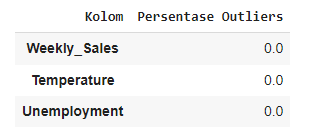 Kolom Persentase Outliers
Weekly_Sales 0.0
Temperature 0.0
Unemployment 0.0